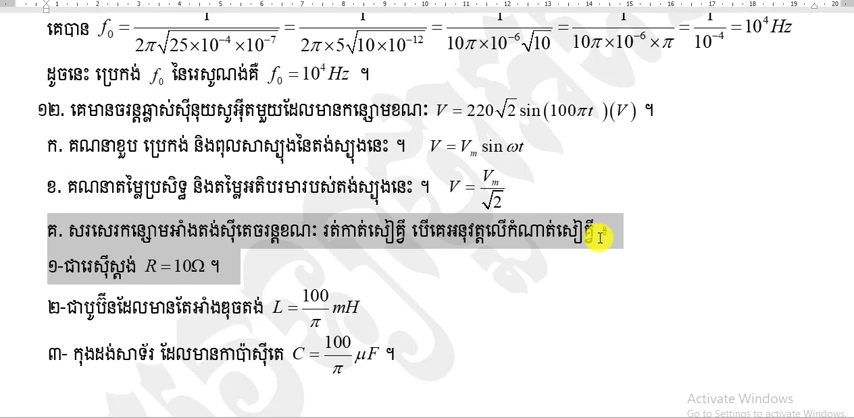 គេបាន f₀ = 1/(2π√(25×10⁻⁴×10⁻⁷)) = 1/(2π×5√(10×10⁻¹²)) = 1/(10π×10⁻⁶√10) = 1/(10π×10⁻⁶×π) = 1/10⁻⁴ = 10⁴ Hz
ដូចនេះ ប្រេកង់ f₀ នៃរេសូណង់គឺ f₀ = 10⁴ Hz ។
១២. គេមានចរន្តឆ្លាស់ស៊ីនុយសូអ៊ីតមួយដែលមានកន្សោមខណៈ V = 220√2 sin(100πt)(V) ។
ក. គណនាខួប ប្រេកង់ និងពុលសាស្យុងនៃតង់ស្យុងនេះ ។ V = Vₘ sin ωt
ខ. គណនាតម្លៃប្រសិទ្ធ និងតម្លៃអតិបរមារបស់តង់ស្យុងនេះ ។ V = Vₘ/√2
គ. សរសេរកន្សោមអាំងតង់ស៊ីតេចរន្តខណៈ រត់កាត់សៀគ្វី បើគេអនុវត្តលើកំណាត់សៀគ្វី ៖
១-ជារេស៊ីស្តង់ R = 10Ω ។
២-ជាបូប៊ីនដែលមានតែអាំងឌុចតង់ L = 100/π mH
៣- កុងដង់សាទ័រ ដែលមានកាប៉ាស៊ីតេ C = 100/π μF ។
Activate Windows
Go to Settings to activate Windows.